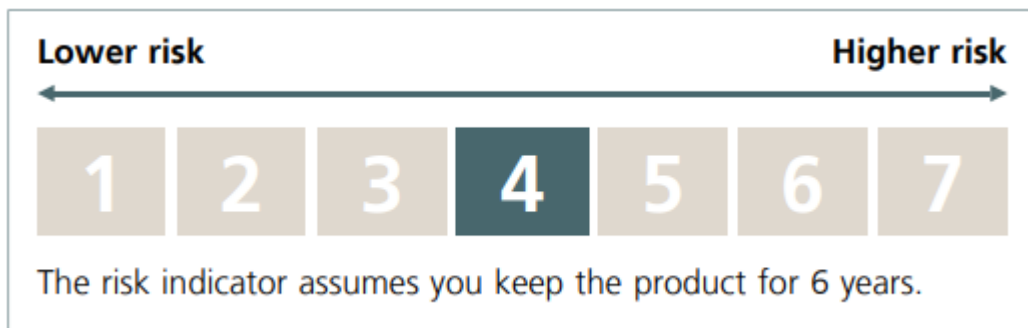 Lower risk Higher risk
1 2 3 4 5 6 7
The risk indicator assumes you keep the product for 6 years.